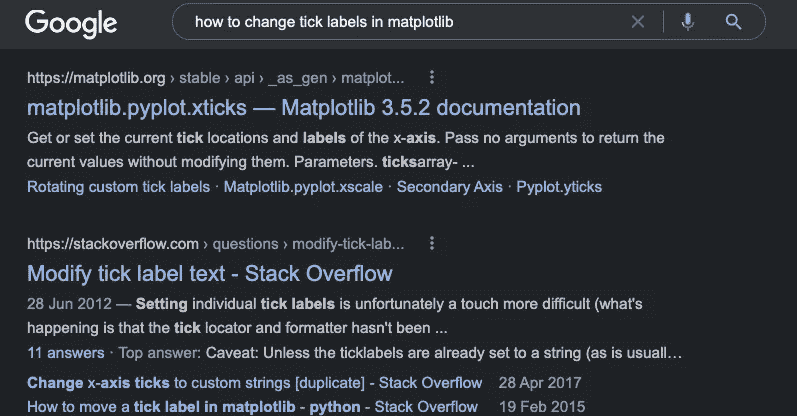 Google
how to change tick labels in matplotlib
https://matplotlib.org › stable › api › _as_gen › matplot...
matplotlib.pyplot.xticks — Matplotlib 3.5.2 documentation
Get or set the current tick locations and labels of the x-axis. Pass no arguments to return the
current values without modifying them. Parameters. ticksarray- ...
Rotating custom tick labels · Matplotlib.pyplot.xscale · Secondary Axis · Pyplot.yticks
https://stackoverflow.com › questions › modify-tick-lab...
Modify tick label text - Stack Overflow
28 Jun 2012 — Setting individual tick labels is unfortunately a touch more difficult (what's
happening is that the tick locator and formatter hasn't been ...
11 answers · Top answer: Caveat: Unless the ticklabels are already set to a string (as is usuall...
Change x-axis ticks to custom strings [duplicate] - Stack Overflow 28 Apr 2017
How to move a tick label in matplotlib - python - Stack Overflow 19 Feb 2015